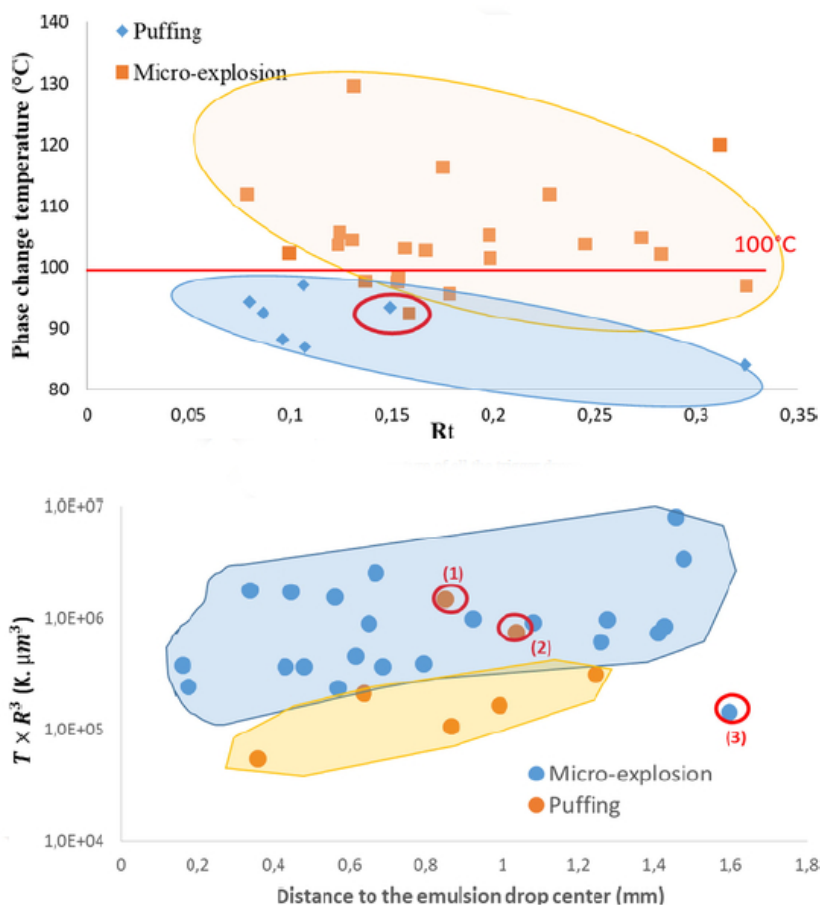 140
130
120
110
100
90
80
Phase change temperature (°C)
Puffing
Micro-explosion
100°C
0
0,05
0,1
0,15
0,2
0,25
0,3
0,35
Rt
1,0E+07
1,0E+06
1,0E+05
1,0E+04
T × R³ (K. μm³)
(1)
(2)
(3)
Micro-explosion
Puffing
0
0,2
0,4
0,6
0,8
1
1,2
1,4
1,6
1,8
Distance to the emulsion drop center (mm)